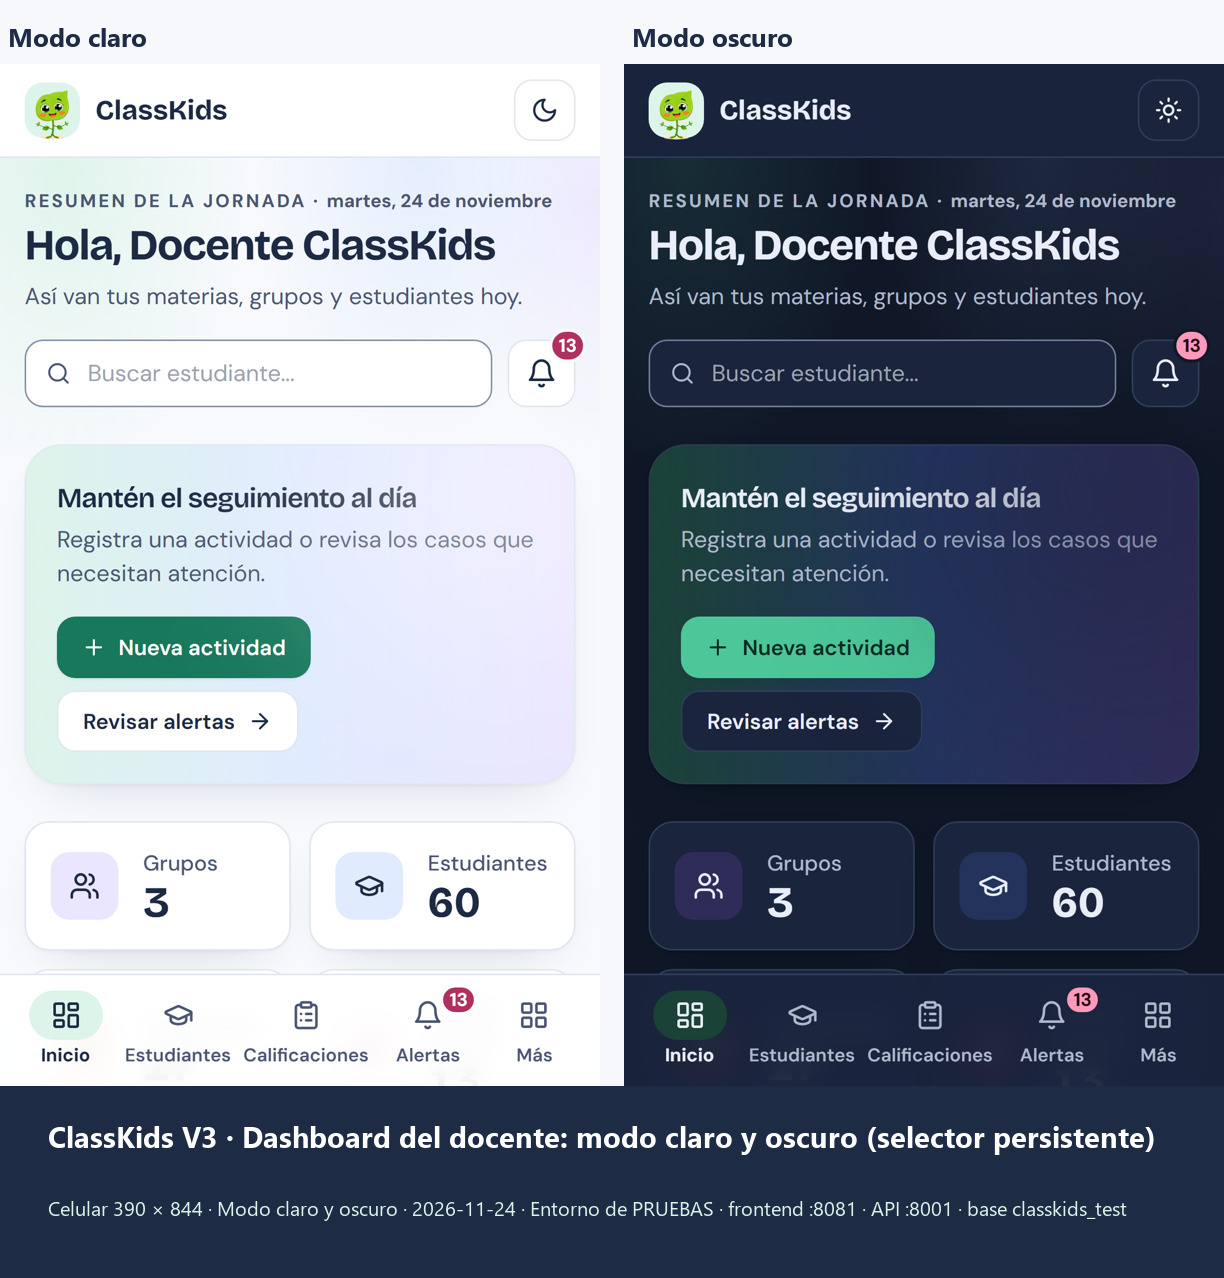 Modo claro
ClassKids
RESUMEN DE LA JORNADA · martes, 24 de noviembre
Hola, Docente ClassKids
Así van tus materias, grupos y estudiantes hoy.
Buscar estudiante...
13
Mantén el seguimiento al día
Registra una actividad o revisa los casos que
necesitan atención.
+ Nueva actividad
Revisar alertas →
Grupos
3
Estudiantes
60
13
Inicio
Estudiantes
Calificaciones
Alertas
Más
Modo oscuro
ClassKids
RESUMEN DE LA JORNADA · martes, 24 de noviembre
Hola, Docente ClassKids
Así van tus materias, grupos y estudiantes hoy.
Buscar estudiante...
13
Mantén el seguimiento al día
Registra una actividad o revisa los casos que
necesitan atención.
+ Nueva actividad
Revisar alertas →
Grupos
3
Estudiantes
60
13
Inicio
Estudiantes
Calificaciones
Alertas
Más
ClassKids V3 · Dashboard del docente: modo claro y oscuro (selector persistente)
Celular 390 × 844 · Modo claro y oscuro · 2026-11-24 · Entorno de PRUEBAS · frontend :8081 · API :8001 · base classkids_test